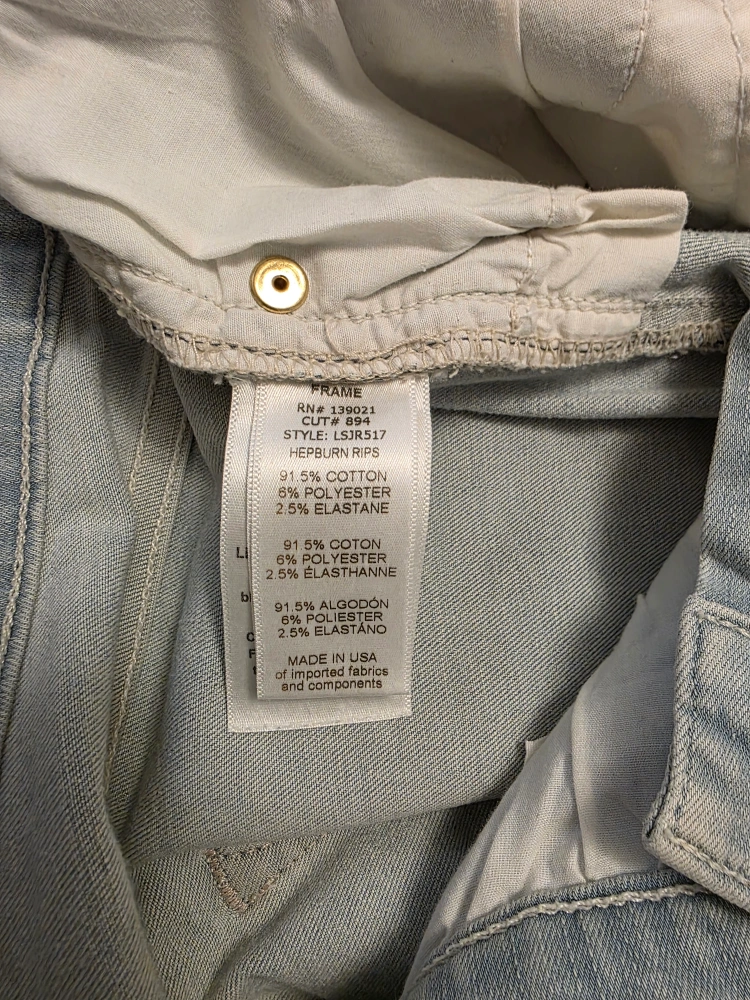 FRAME
RN# 139021
CUT# 894
STYLE: LSJR517
HEPBURN RIPS
91.5% COTTON
6% POLYESTER
2.5% ELASTANE
91.5% COTON
6% POLYESTER
2.5% ÉLASTHANNE
91.5% ALGODÓN
6% POLIESTER
2.5% ELASTÁNO
MADE IN USA
of imported fabrics
and components